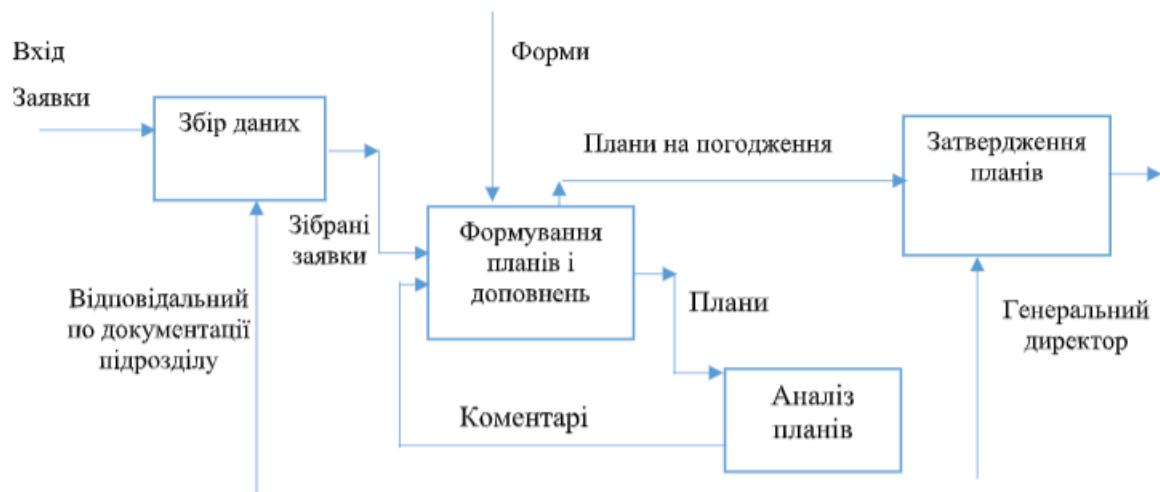 Вхід
Заявки
Збір даних
Форми
Плани на погодження
Затвердження
планів
Зібрані
заявки
Формування
планів і
доповнень
Відповідальний
по документації
підрозділу
Плани
Генеральний
директор
Коментарі
Аналіз
планів